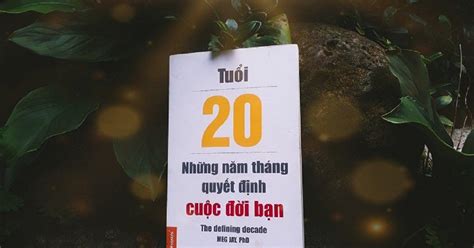 Tuổi
20
Những năm tháng
quyết định
cuộc đời bạn
The defining decade
MEG JAY, PhD